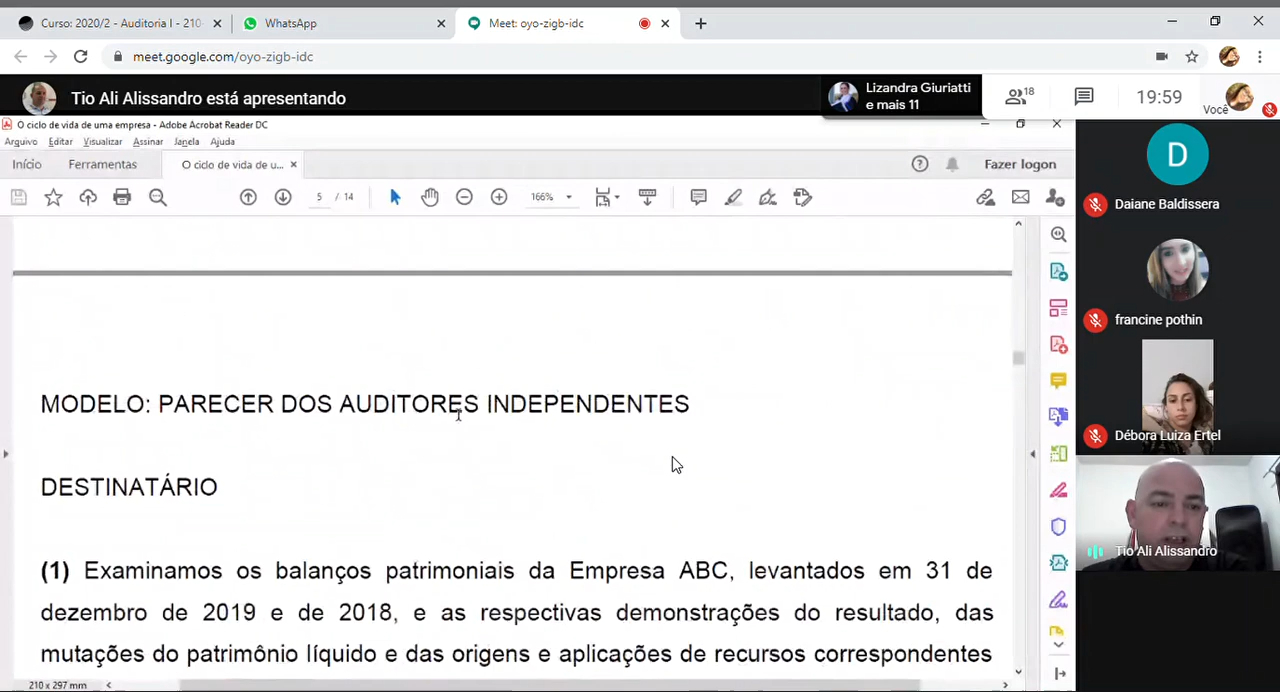 Curso: 2020/2 - Auditoria I - 210
WhatsApp
Meet: oyo-zigb-idc
meet.google.com/oyo-zigb-idc
Tio Ali Alissandro está apresentando
Lizandra Giuriatti
e mais 11
18
19:59
Você
O ciclo de vida de uma empresa - Adobe Acrobat Reader DC
Arquivo Editar Visualizar Assinar Janela Ajuda
Início Ferramentas O ciclo de vida de u... Fazer logon
5 / 14 166%
MODELO: PARECER DOS AUDITORES INDEPENDENTES
DESTINATÁRIO
(1) Examinamos os balanços patrimoniais da Empresa ABC, levantados em 31 de
dezembro de 2019 e de 2018, e as respectivas demonstrações do resultado, das
mutações do patrimônio líquido e das origens e aplicações de recursos correspondentes
210 x 297 mm
D
Daiane Baldissera
francine pothin
Débora Luiza Ertel
Tio Ali Alissandro